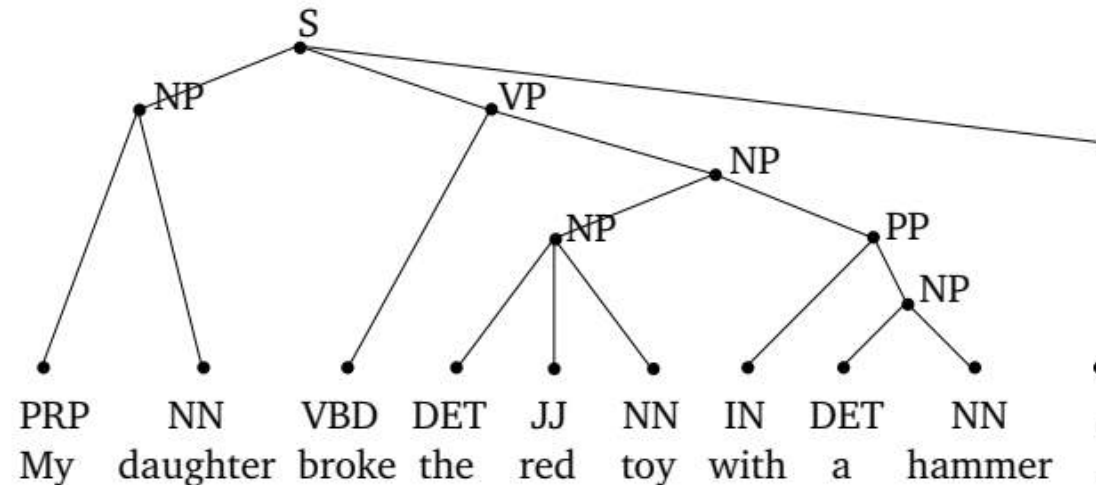 S
NP VP
NP
NP PP
NP
PRP NN VBD DET JJ NN IN DET NN
My daughter broke the red toy with a hammer